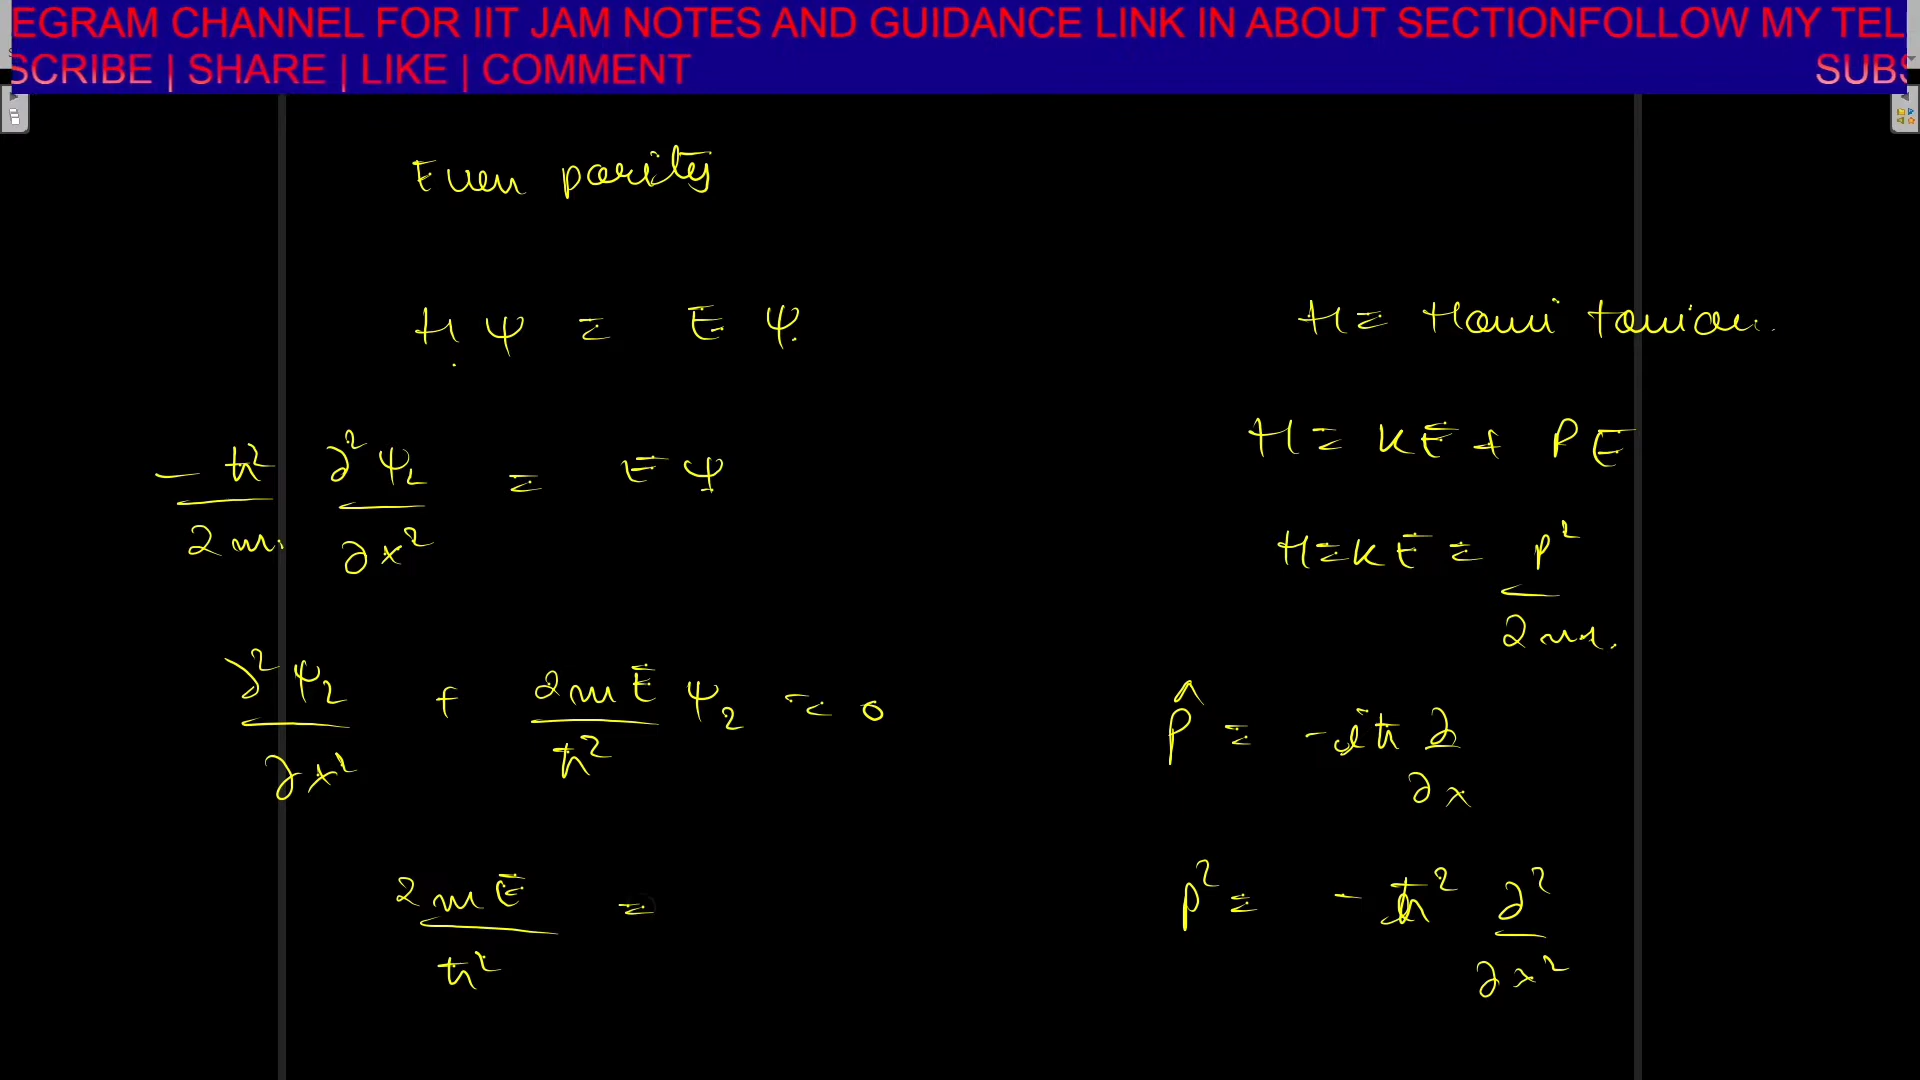 EGRAM CHANNEL FOR IIT JAM NOTES AND GUIDANCE LINK IN ABOUT SECTIONFOLLOW MY TEL
SCRIBE | SHARE | LIKE | COMMENT SUBS
Even parity
Hψ = Eψ
-ħ²/2m ∂²ψ₂/∂x² = Eψ
∂²ψ₂/∂x² + 2mE/ħ² ψ₂ = 0
2mE/ħ² =
H = Hamiltonian.
H = KE + PE
H = KE = p²/2m.
p̂ = -iħ ∂/∂x
p² = -ħ² ∂²/∂x²